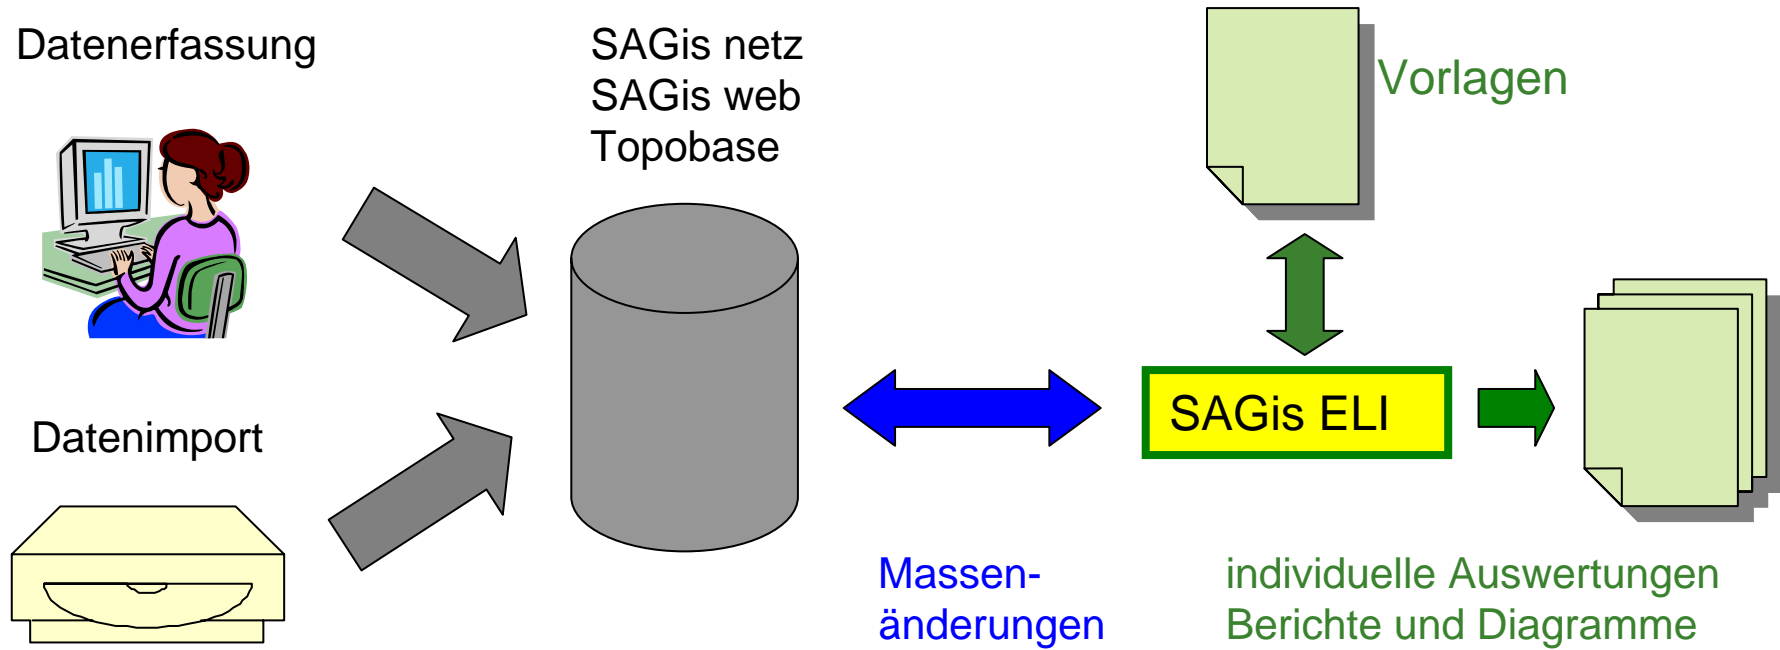 Datenerfassung
SAGis netz
SAGis web
Topobase
Vorlagen
Datenimport
SAGis ELI
Massen-
änderungen
individuelle Auswertungen
Berichte und Diagramme